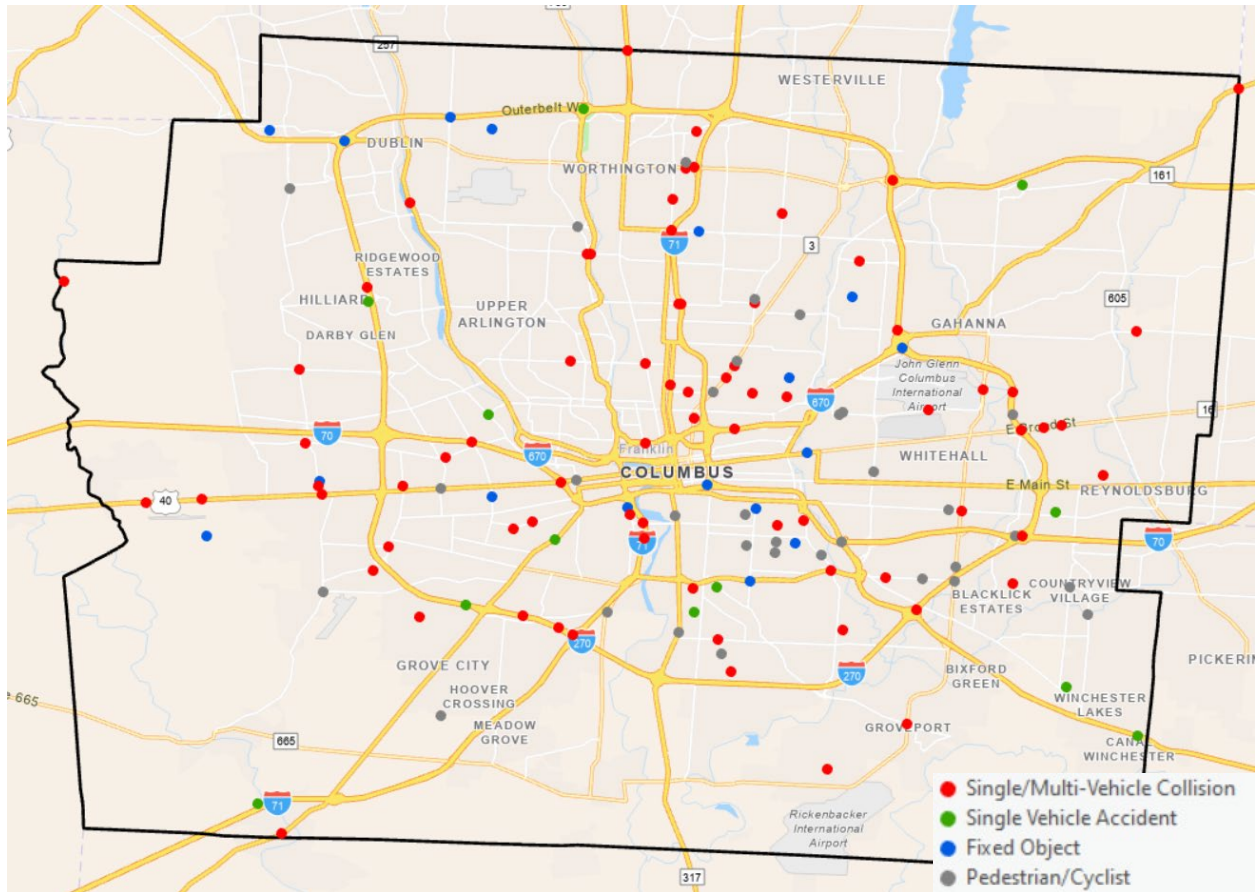 257
WESTERVILLE
Outerbelt W
DUBLIN
WORTHINGTON
161
3
71
RIDGEWOOD
ESTATES
HILLIARD
605
UPPER
ARLINGTON
GAHANNA
DARBY GLEN
John Glenn
Columbus
International
Airport
670
16
70
E Broad St
Franklin
670
WHITEHALL
COLUMBUS
E Main St
REYNOLDSBURG
40
71
70
COUNTRYVIEW
VILLAGE
BLACKLICK
ESTATES
270
GROVE CITY
PICKERIN
BIXFORD
GREEN
270
HOOVER
CROSSING
WINCHESTER
LAKES
665
MEADOW
GROVE
GROVEPORT
665
CANAL
WINCHESTER
71
Rickenbacker
International
Airport
317
Single/Multi-Vehicle Collision
Single Vehicle Accident
Fixed Object
Pedestrian/Cyclist